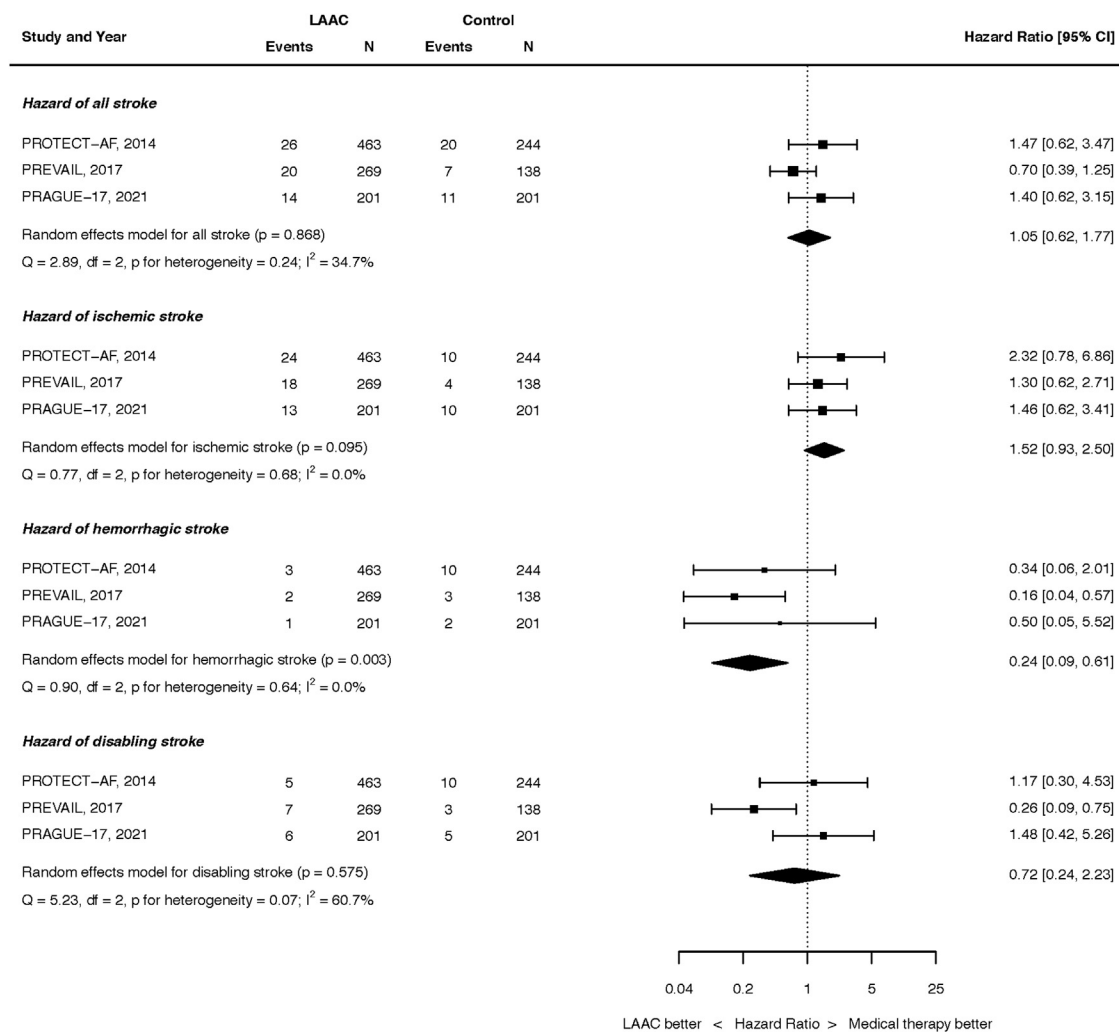 LAAC Control
Study and Year Events N Events N Hazard Ratio [95% CI]
Hazard of all stroke
PROTECT−AF, 2014 26 463 20 244 1.47 [0.62, 3.47]
PREVAIL, 2017 20 269 7 138 0.70 [0.39, 1.25]
PRAGUE−17, 2021 14 201 11 201 1.40 [0.62, 3.15]
Random effects model for all stroke (p = 0.868) 1.05 [0.62, 1.77]
Q = 2.89, df = 2, p for heterogeneity = 0.24; I² = 34.7%
Hazard of ischemic stroke
PROTECT−AF, 2014 24 463 10 244 2.32 [0.78, 6.86]
PREVAIL, 2017 18 269 4 138 1.30 [0.62, 2.71]
PRAGUE−17, 2021 13 201 10 201 1.46 [0.62, 3.41]
Random effects model for ischemic stroke (p = 0.095) 1.52 [0.93, 2.50]
Q = 0.77, df = 2, p for heterogeneity = 0.68; I² = 0.0%
Hazard of hemorrhagic stroke
PROTECT−AF, 2014 3 463 10 244 0.34 [0.06, 2.01]
PREVAIL, 2017 2 269 3 138 0.16 [0.04, 0.57]
PRAGUE−17, 2021 1 201 2 201 0.50 [0.05, 5.52]
Random effects model for hemorrhagic stroke (p = 0.003) 0.24 [0.09, 0.61]
Q = 0.90, df = 2, p for heterogeneity = 0.64; I² = 0.0%
Hazard of disabling stroke
PROTECT−AF, 2014 5 463 10 244 1.17 [0.30, 4.53]
PREVAIL, 2017 7 269 3 138 0.26 [0.09, 0.75]
PRAGUE−17, 2021 6 201 5 201 1.48 [0.42, 5.26]
Random effects model for disabling stroke (p = 0.575) 0.72 [0.24, 2.23]
Q = 5.23, df = 2, p for heterogeneity = 0.07; I² = 60.7%
0.04 0.2 1 5 25
LAAC better < Hazard Ratio > Medical therapy better